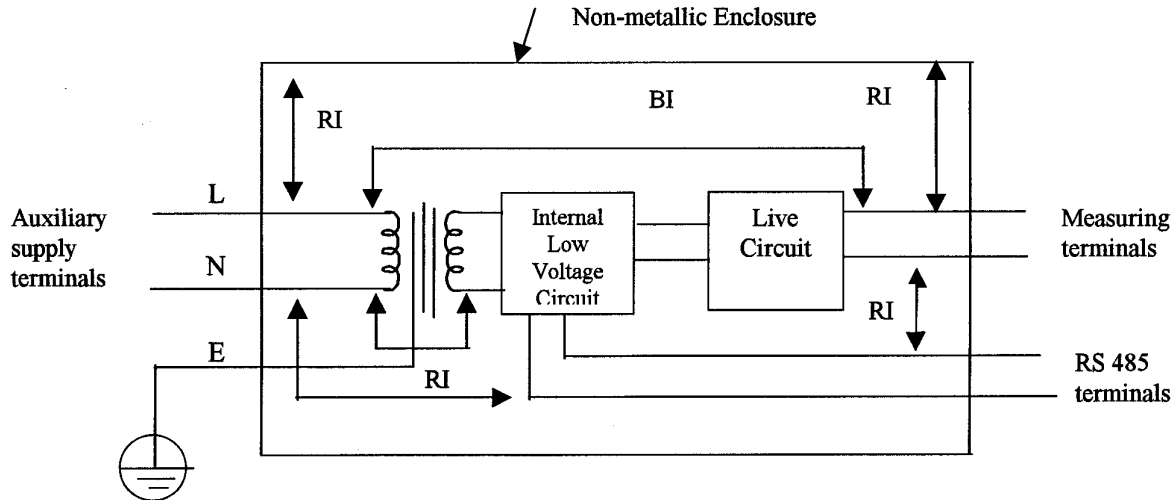 Non-metallic Enclosure
RI
BI
RI
L
Auxiliary
supply
terminals
N
Internal
Low
Voltage
Circuit
Live
Circuit
Measuring
terminals
RI
E
RI
RS 485
terminals